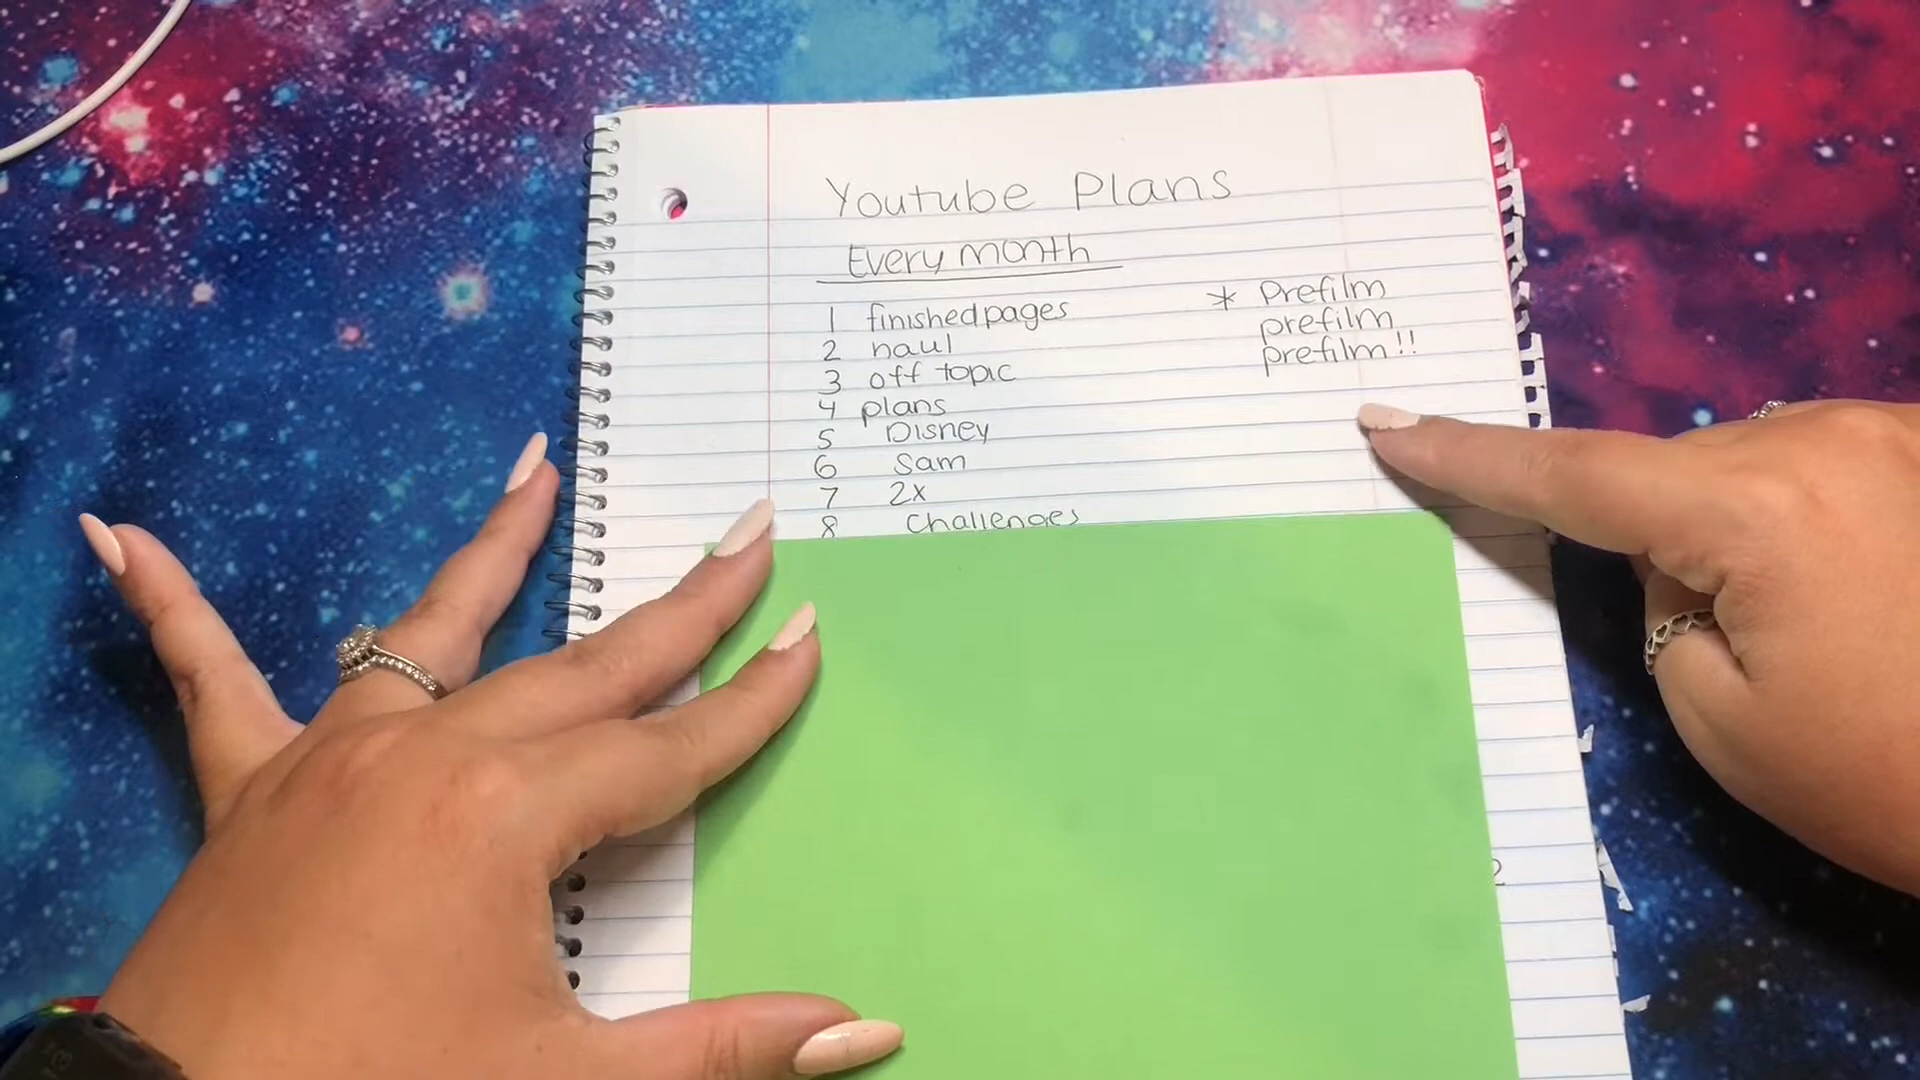 Youtube Plans
Every month
1 finished pages
2 haul
3 off topic
4 plans
5 Disney
6 Sam
7 2x
8 Challenges
* Prefilm
prefilm
prefilm!!
2